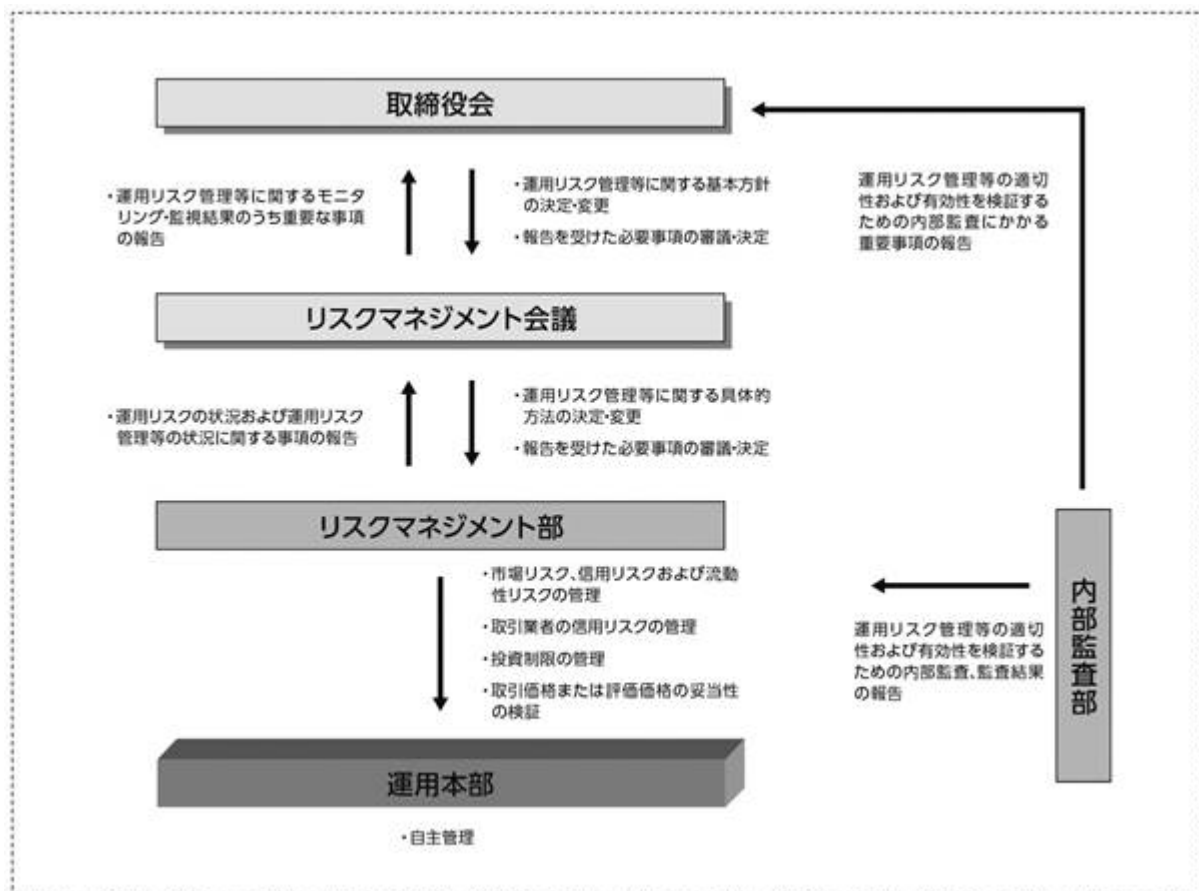 取締役会
・運用リスク管理等に関するモニタ
リング・監視結果のうち重要な事項
の報告
・運用リスク管理等に関する基本方針
の決定・変更
・報告を受けた必要事項の審議・決定
運用リスク管理等の適切
性および有効性を検証する
ための内部監査にかかる
重要事項の報告
リスクマネジメント会議
・運用リスクの状況および運用リスク
管理等の状況に関する事項の報告
・運用リスク管理等に関する具体的
方法の決定・変更
・報告を受けた必要事項の審議・決定
リスクマネジメント部
・市場リスク、信用リスクおよび流動
性リスクの管理
・取引業者の信用リスクの管理
・投資制限の管理
・取引価格または評価価格の妥当性
の検証
運用リスク管理等の適切
性および有効性を検証する
ための内部監査、監査結果
の報告
内部監査部
運用本部
・自主管理